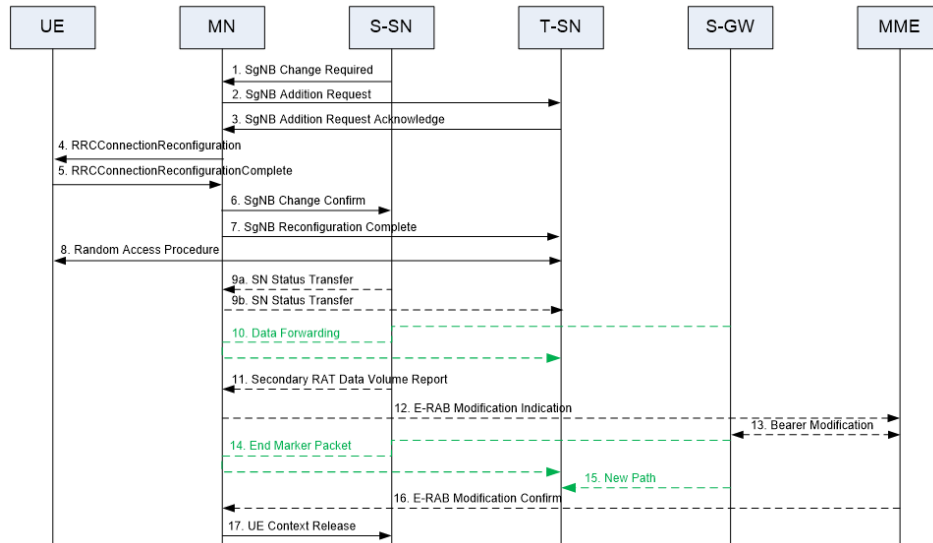 UE MN S-SN T-SN S-GW MME
1. SgNB Change Required
2. SgNB Addition Request
3. SgNB Addition Request Acknowledge
4. RRCConnectionReconfiguration
5. RRCConnectionReconfigurationComplete
6. SgNB Change Confirm
7. SgNB Reconfiguration Complete
8. Random Access Procedure
9a. SN Status Transfer
9b. SN Status Transfer
10. Data Forwarding
11. Secondary RAT Data Volume Report
12. E-RAB Modification Indication
13. Bearer Modification
14. End Marker Packet
15. New Path
16. E-RAB Modification Confirm
17. UE Context Release